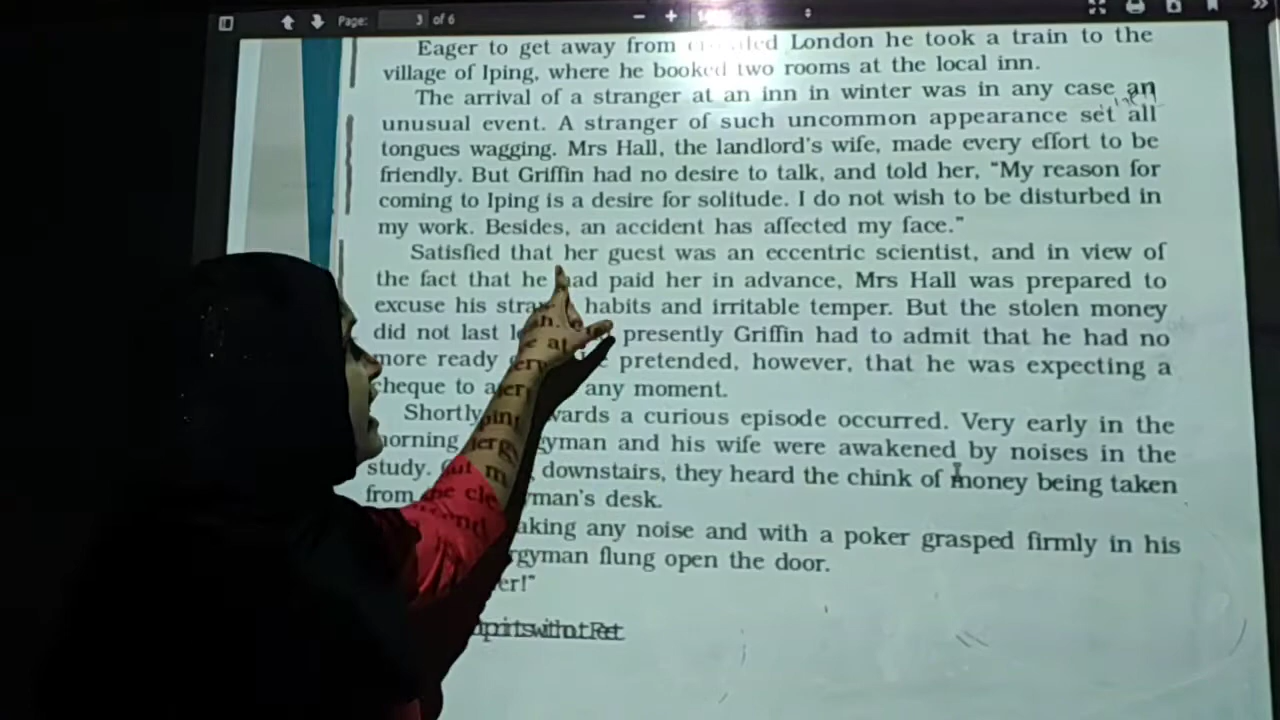 Page: 3 of 6
Eager to get away from London he took a train to the
village of Iping, where he booked two rooms at the local inn.
The arrival of a stranger at an inn in winter was in any case an
unusual event. A stranger of such uncommon appearance set all
tongues wagging. Mrs Hall, the landlord's wife, made every effort to be
friendly. But Griffin had no desire to talk, and told her, "My reason for
coming to Iping is a desire for solitude. I do not wish to be disturbed in
my work. Besides, an accident has affected my face."
Satisfied that her guest was an eccentric scientist, and in view of
the fact that he had paid her in advance, Mrs Hall was prepared to
excuse his habits and irritable temper. But the stolen money
did not last presently Griffin had to admit that he had no
more ready pretended, however, that he was expecting a
cheque to any moment.
Shortly a curious episode occurred. Very early in the
morning and his wife were awakened by noises in the
study. downstairs, they heard the chink of money being taken
from desk.
any noise and with a poker grasped firmly in his
flung open the door.